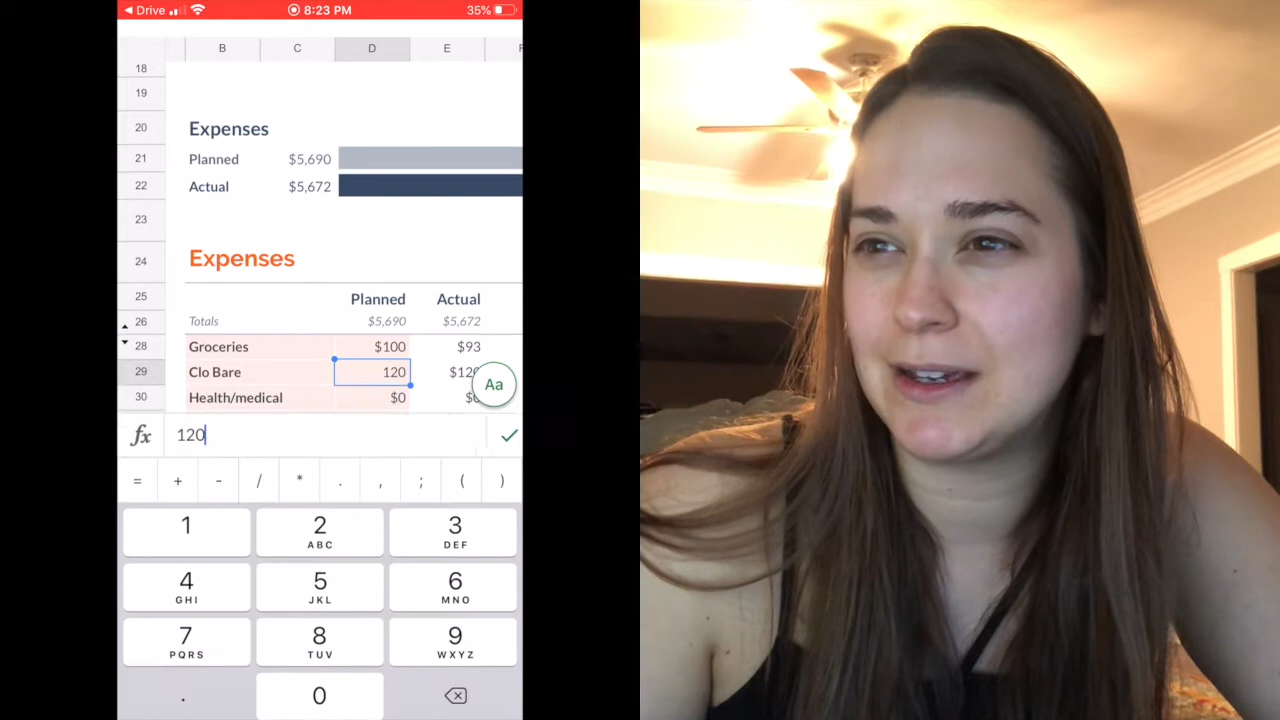 Drive 8:23 PM 35%
B C D E
18
19
20 Expenses
21 Planned $5,690
22 Actual $5,672
23
24 Expenses
25 Planned Actual
26 Totals $5,690 $5,672
28 Groceries $100 $93
29 Clo Bare 120
Aa
30 Health/medical $0
fx 120
= + - / * . , ; ( )
1 2 3
ABC DEF
4 5 6
GHI JKL MNO
7 8 9
PQRS TUV WXYZ
. 0